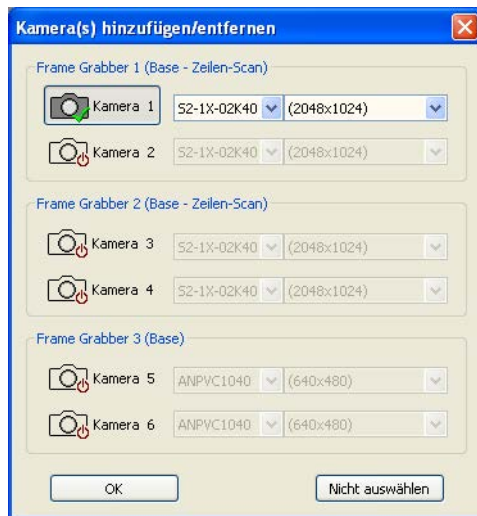 Kamera(s) hinzufügen/entfernen
Frame Grabber 1 (Base - Zeilen-Scan)
Kamera 1 S2-1X-02K40 (2048x1024)
Kamera 2 S2-1X-02K40 (2048x1024)
Frame Grabber 2 (Base - Zeilen-Scan)
Kamera 3 S2-1X-02K40 (2048x1024)
Kamera 4 S2-1X-02K40 (2048x1024)
Frame Grabber 3 (Base)
Kamera 5 ANPVC1040 (640x480)
Kamera 6 ANPVC1040 (640x480)
OK Nicht auswählen